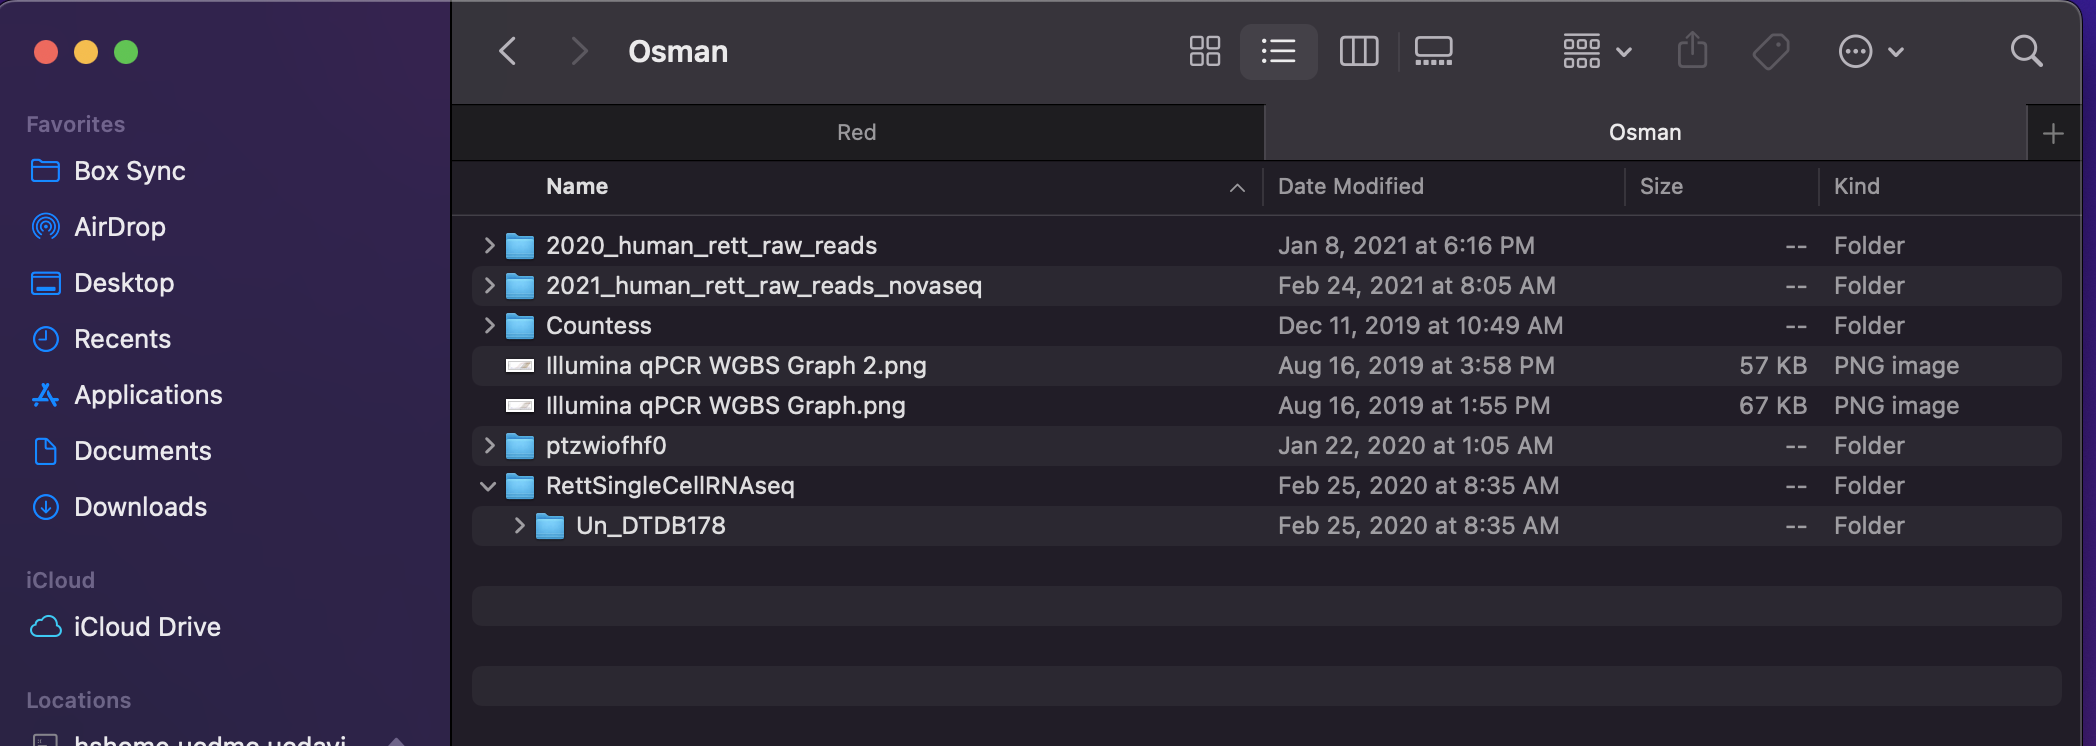 Osman
Red
Osman
Favorites
Box Sync
AirDrop
Desktop
Recents
Applications
Documents
Downloads
iCloud
iCloud Drive
Locations
Name Date Modified Size Kind
2020_human_rett_raw_reads Jan 8, 2021 at 6:16 PM -- Folder
2021_human_rett_raw_reads_novaseq Feb 24, 2021 at 8:05 AM -- Folder
Countess Dec 11, 2019 at 10:49 AM -- Folder
Illumina qPCR WGBS Graph 2.png Aug 16, 2019 at 3:58 PM 57 KB PNG image
Illumina qPCR WGBS Graph.png Aug 16, 2019 at 1:55 PM 67 KB PNG image
ptzwiofhf0 Jan 22, 2020 at 1:05 AM -- Folder
RettSingleCellRNAseq Feb 25, 2020 at 8:35 AM -- Folder
Un_DTDB178 Feb 25, 2020 at 8:35 AM -- Folder